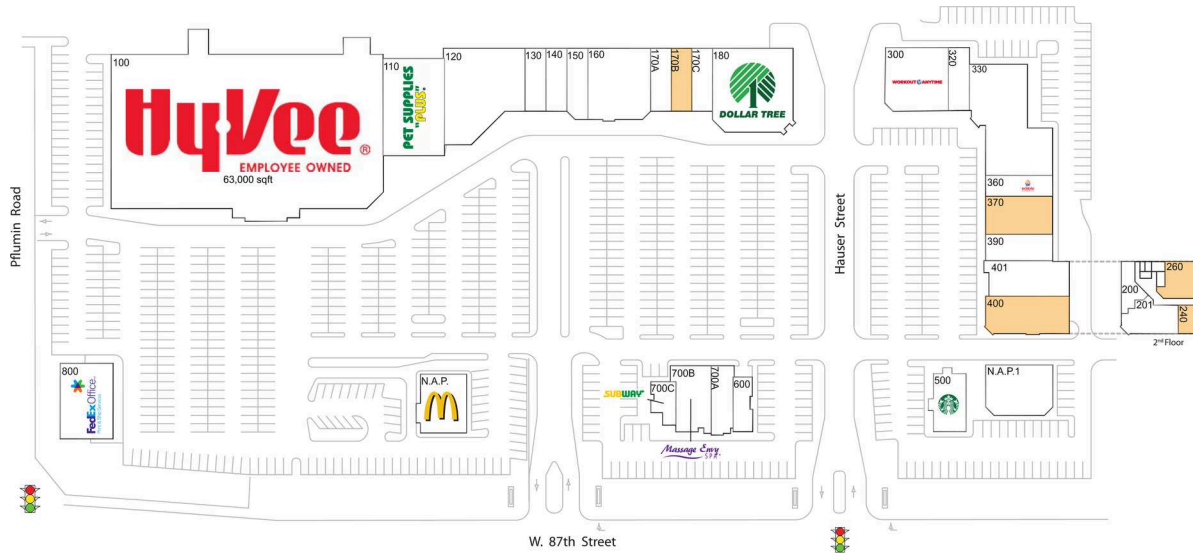 100
HyVee®
EMPLOYEE OWNED
63,000 sqft
110
PET SUPPLIES
"PLUS".
120
130
140
150
160
170A
170B
170C
180
DOLLAR TREE
300
WORKOUT ANYTIME
320
330
360
370
390
401
400
260
200
201
240
2nd Floor
Pflumin Road
Hauser Street
800
FedEx Office.
N.A.P.
SUBWAY
700C
700B
700A
600
Massage Envy
SPA
500
N.A.P.1
W. 87th Street